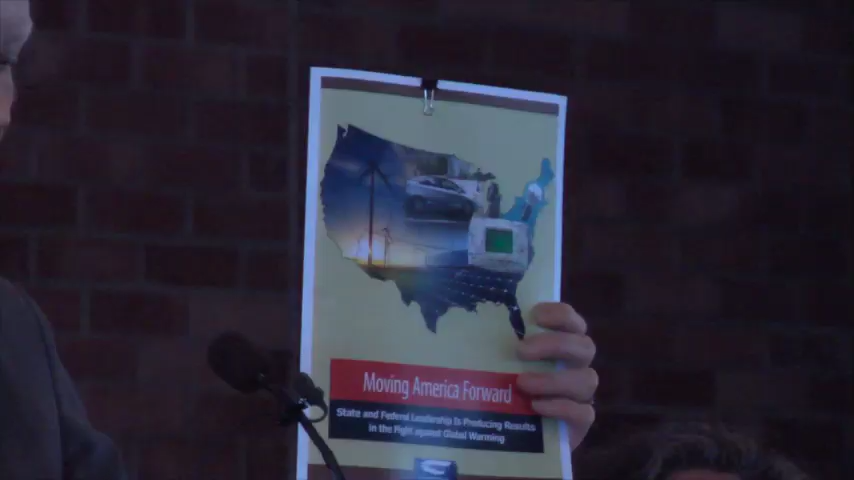 Moving America Forward
State and Federal Leadership Is Producing Results
in the Fight against Global Warming